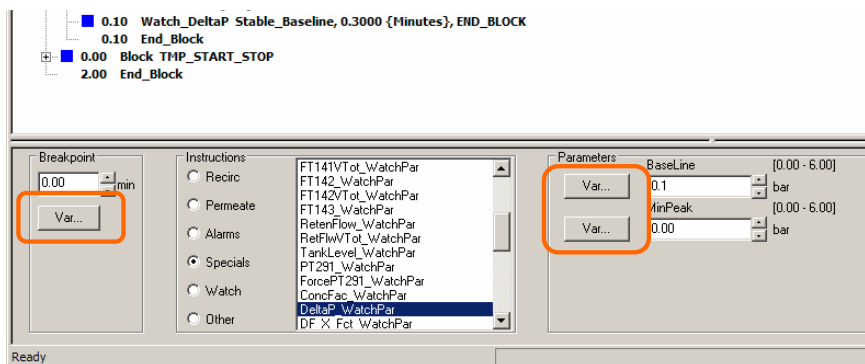 0.10 Watch_DeltaP Stable_Baseline, 0.3000 {Minutes}, END_BLOCK
0.10 End_Block
0.00 Block TMP_START_STOP
2.00 End_Block
Breakpoint
0.00 min
Var...
Instructions
Recirc
Permeate
Alarms
Specials
Watch
Other
FT141VTot_WatchPar
FT142_WatchPar
FT142VTot_WatchPar
FT143_WatchPar
RetenFlow_WatchPar
RetFlwVTot_WatchPar
TankLevel_WatchPar
PT291_WatchPar
ForcePT291_WatchPar
ConcFac_WatchPar
DeltaP_WatchPar
DF_X_Fct_WatchPar
Parameters
BaseLine [0.00 - 6.00]
Var... 0.1 bar
MinPeak [0.00 - 6.00]
Var... 0.00 bar
Ready